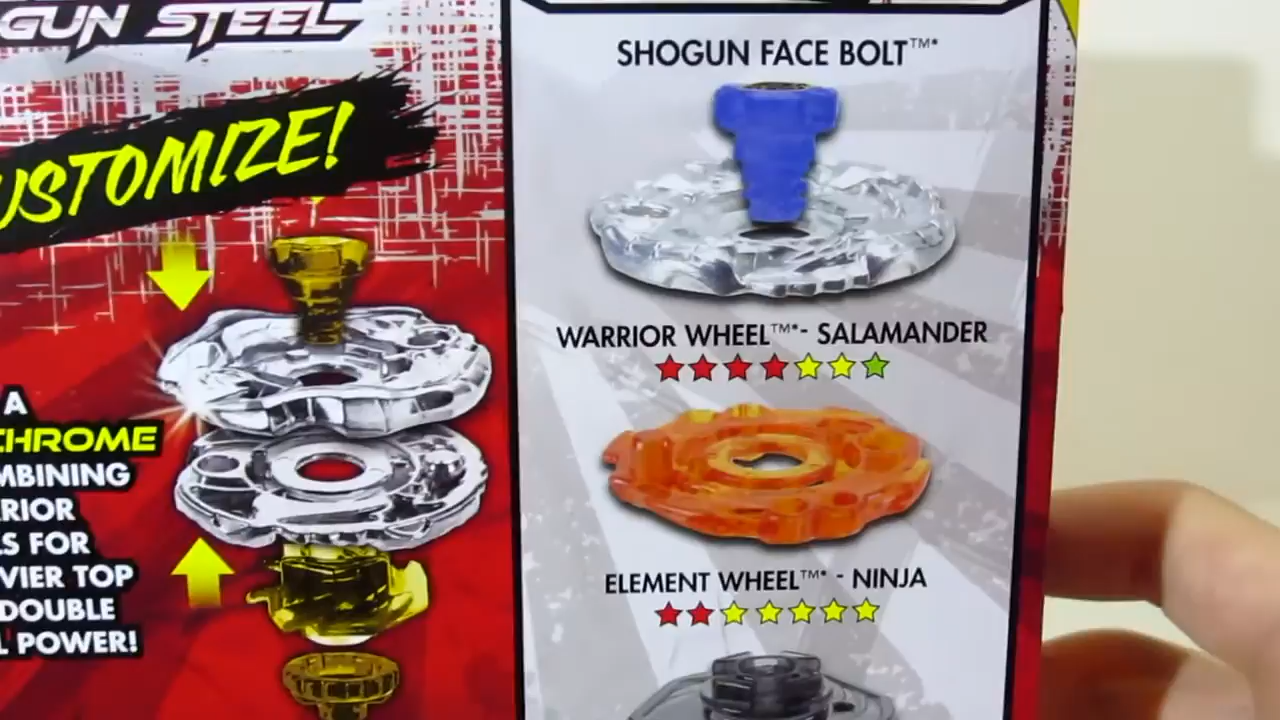 GUN STEEL
USTOMIZE!
A
CHROME
MBINING
RIOR
LS FOR
VIER TOP
DOUBLE
L POWER!
SHOGUN FACE BOLT™*
WARRIOR WHEEL™*- SALAMANDER
ELEMENT WHEEL™* - NINJA